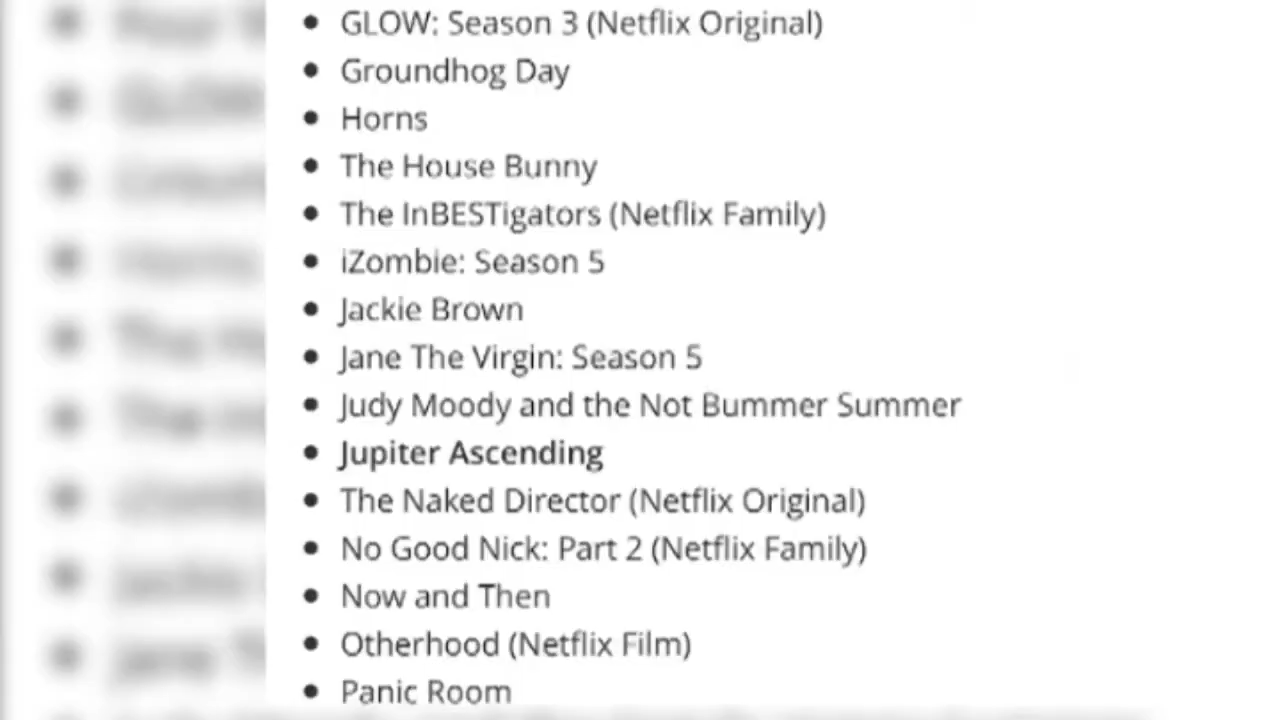 • GLOW: Season 3 (Netflix Original)
• Groundhog Day
• Horns
• The House Bunny
• The InBESTigators (Netflix Family)
• iZombie: Season 5
• Jackie Brown
• Jane The Virgin: Season 5
• Judy Moody and the Not Bummer Summer
• Jupiter Ascending
• The Naked Director (Netflix Original)
• No Good Nick: Part 2 (Netflix Family)
• Now and Then
• Otherhood (Netflix Film)
• Panic Room